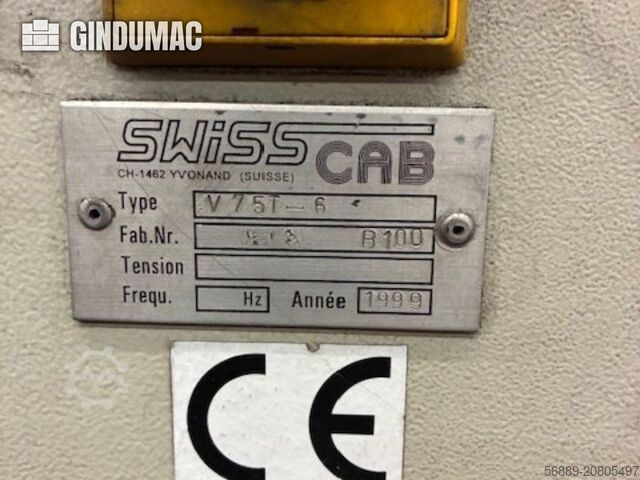 GINDUMAC
SWiSS CAB
CH-1462 YVONAND (SUISSE)
Type V 75T-6
Fab.Nr. B100
Tension
Frequ. Hz Année 1999
CE
56889-20805497